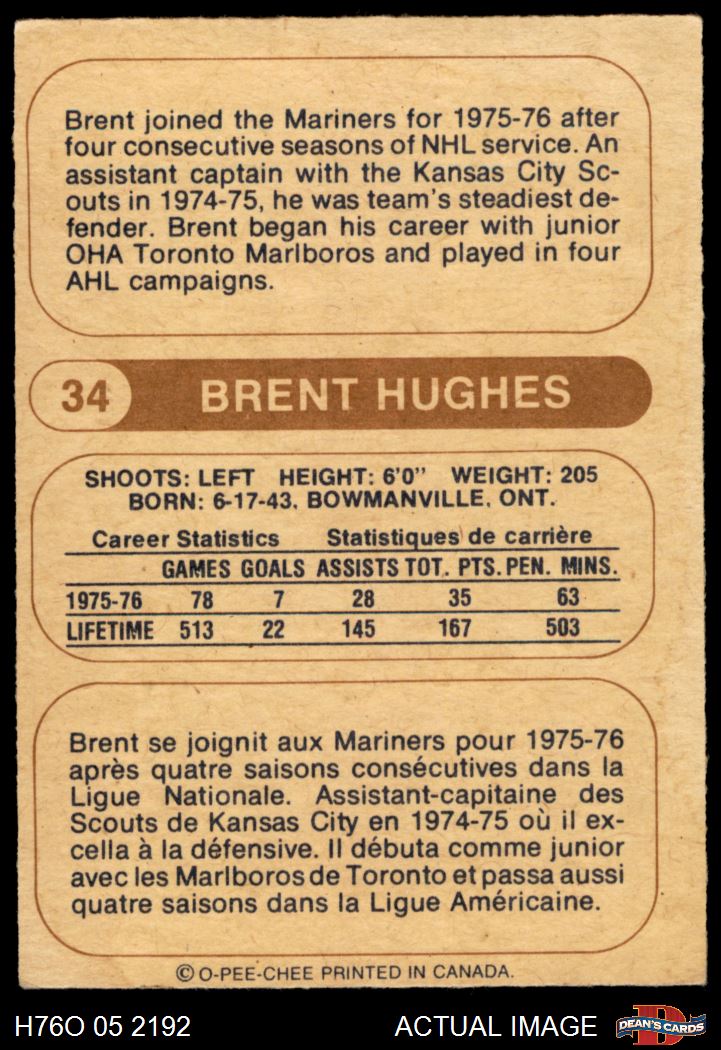 Brent joined the Mariners for 1975-76 after
four consecutive seasons of NHL service. An
assistant captain with the Kansas City Sc-
outs in 1974-75, he was team's steadiest de-
fender. Brent began his career with junior
OHA Toronto Marlboros and played in four
AHL campaigns.
34 BRENT HUGHES
SHOOTS: LEFT HEIGHT: 6'0" WEIGHT: 205
BORN: 6-17-43, BOWMANVILLE, ONT.
Career Statistics Statistiques de carrière
GAMES GOALS ASSISTS TOT. PTS. PEN. MINS.
1975-76 78 7 28 35 63
LIFETIME 513 22 145 167 503
Brent se joignit aux Mariners pour 1975-76
après quatre saisons consécutives dans la
Ligue Nationale. Assistant-capitaine des
Scouts de Kansas City en 1974-75 où il ex-
cella à la défensive. Il débuta comme junior
avec les Marlboros de Toronto et passa aussi
quatre saisons dans la Ligue Américaine.
© O-PEE-CHEE PRINTED IN CANADA.
H76O 05 2192 ACTUAL IMAGE D DEAN'S CARDS